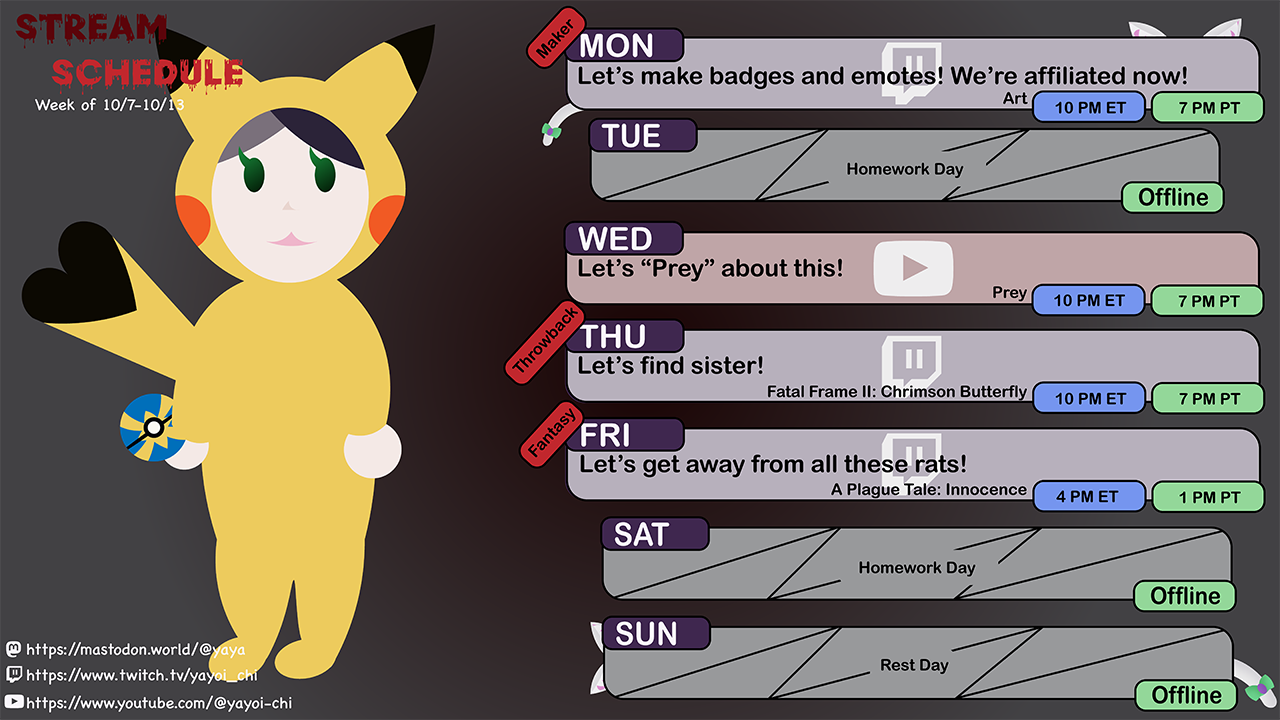 STREAM
SCHEDULE
Week of 10/7-10/13
Maker
MON
Let's make badges and emotes! We're affiliated now!
Art
10 PM ET
7 PM PT
TUE
Homework Day
Offline
WED
Let's “Prey” about this!
Prey
10 PM ET
7 PM PT
Throwback
THU
Let's find sister!
Fatal Frame II: Chrimson Butterfly
10 PM ET
7 PM PT
Fantasy
FRI
Let's get away from all these rats!
A Plague Tale: Innocence
4 PM ET
1 PM PT
SAT
Homework Day
Offline
SUN
Rest Day
Offline
https://mastodon.world/@yaya
https://www.twitch.tv/yayoi_chi
https://www.youtube.com/@yayoi-chi